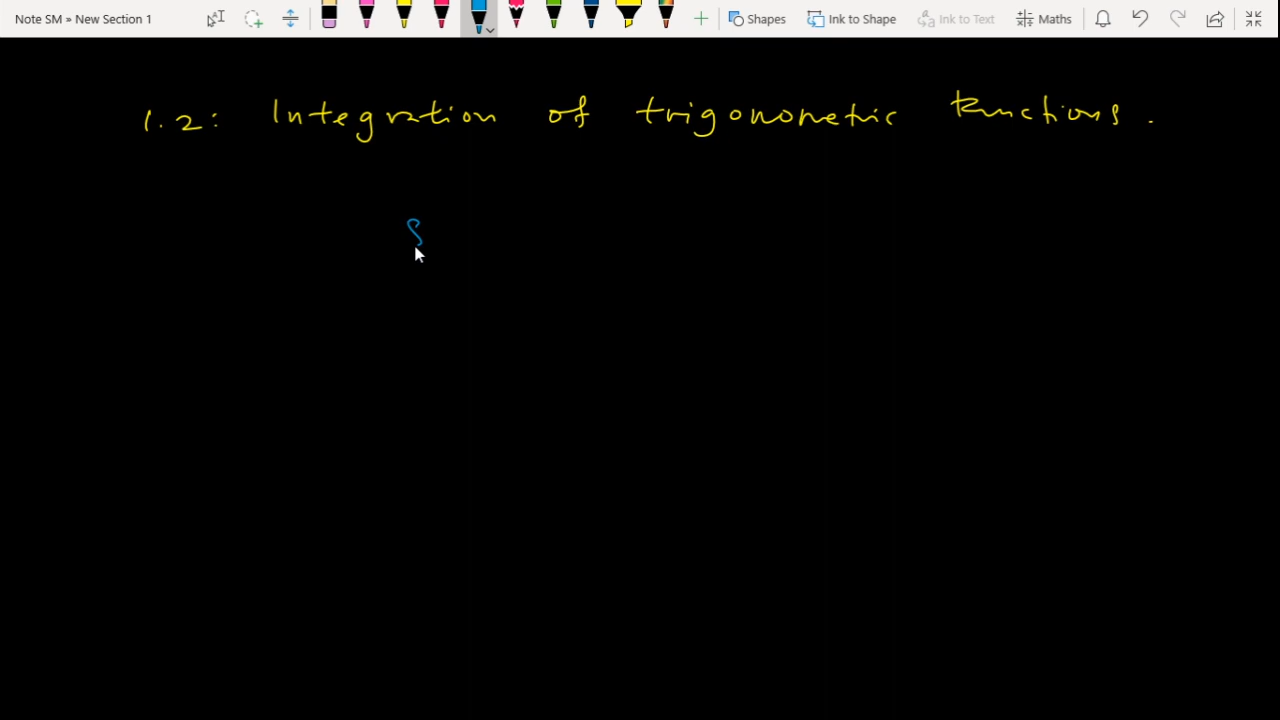 Note SM » New Section 1
Shapes
Ink to Shape
Ink to Text
Maths
1.2: Integration of trigonometric functions.